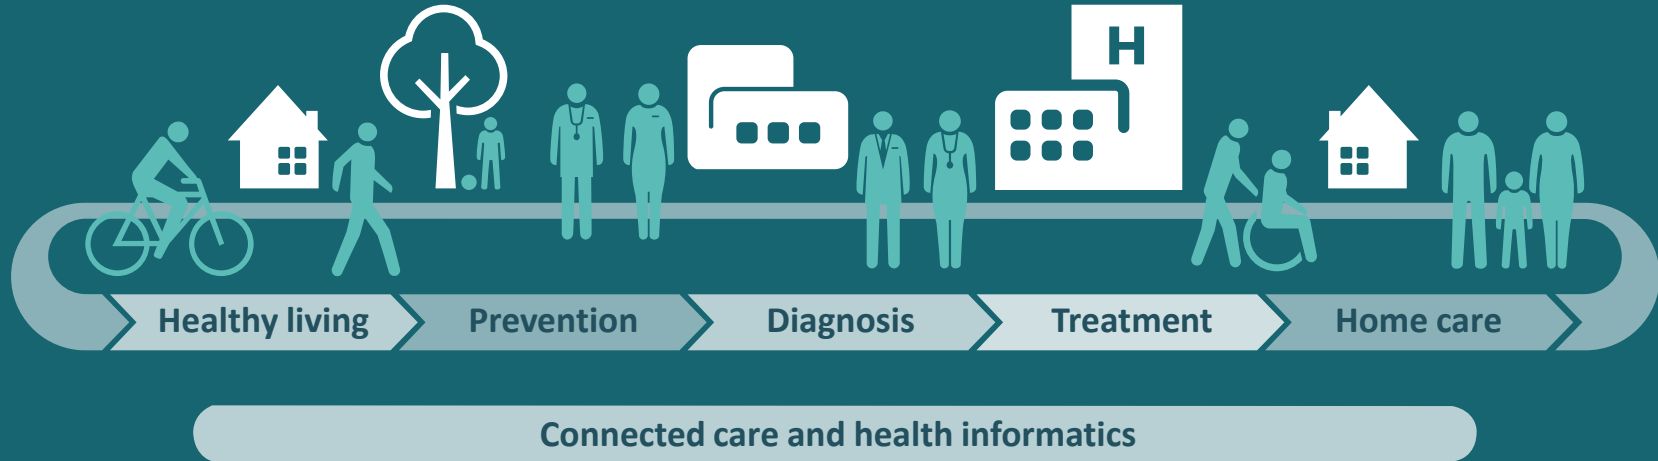 H
Healthy living
Prevention
Diagnosis
Treatment
Home care
Connected care and health informatics